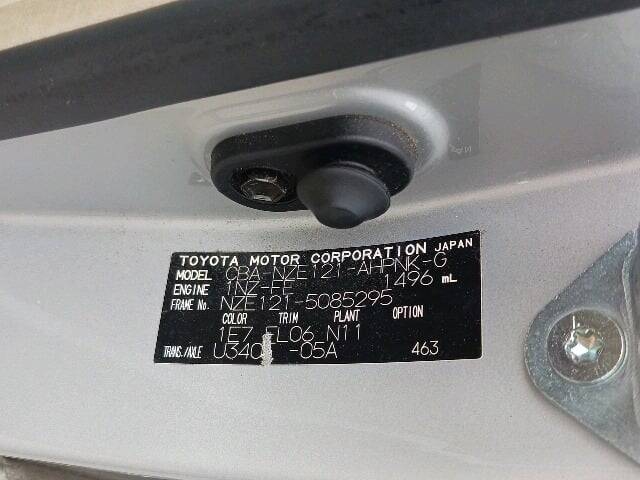 TOYOTA MOTOR CORPORATION JAPAN
MODEL CBA-NZE121-AHPNK-G
ENGINE 1NZ-FE 1496 mL
FRAME No. NZE121-5085295
COLOR TRIM PLANT OPTION
1E7 FL06 N11
TRANS./AXLE -05A 463